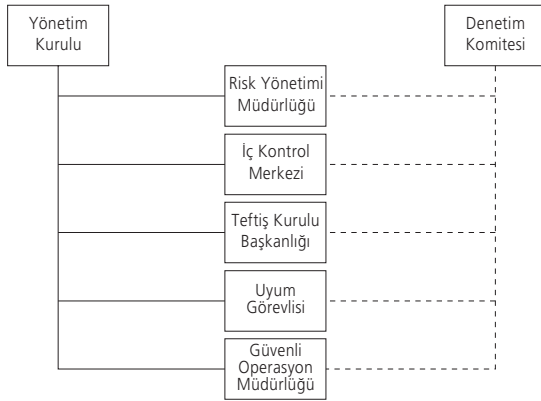 Yönetim
Kurulu
Denetim
Komitesi
Risk Yönetimi
Müdürlüğü
İç Kontrol
Merkezi
Teftiş Kurulu
Başkanlığı
Uyum
Görevlisi
Güvenli
Operasyon
Müdürlüğü